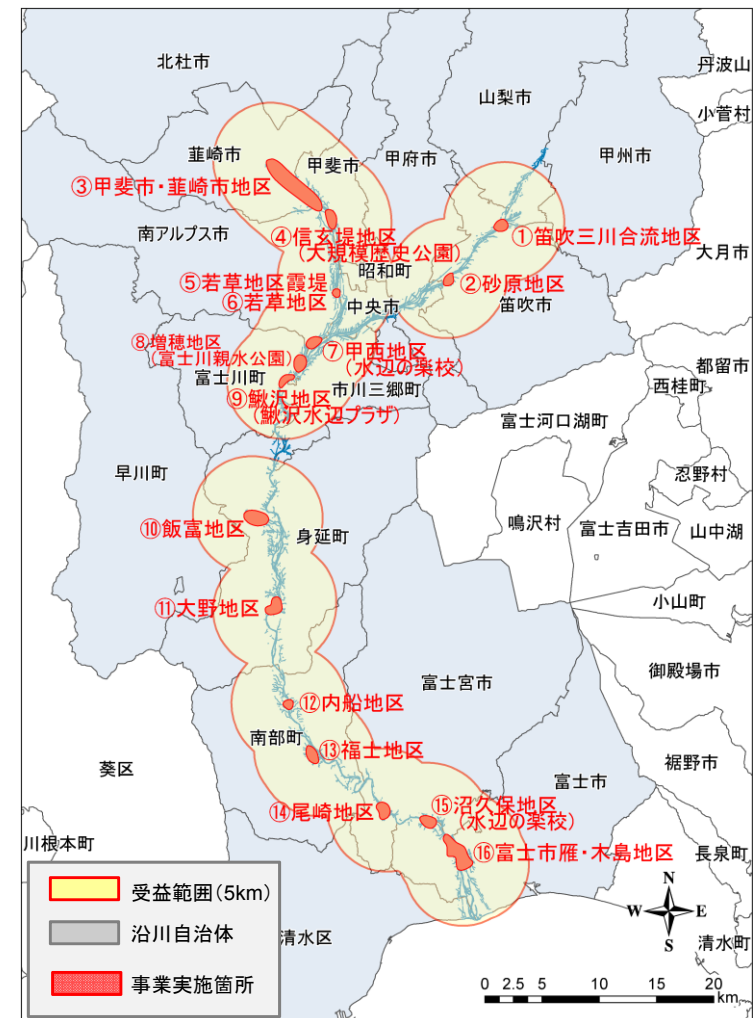 北杜市
丹波山
山梨市
小菅村
韮崎市
甲斐市
甲府市
甲州市
③甲斐市・韮崎市地区
南アルプス市
④信玄堤地区
(大規模歴史公園)
①笛吹三川合流地区
大月市
昭和町
⑤若草地区霞堤
②砂原地区
⑥若草地区
中央市
笛吹市
⑧増穂地区
(富士川親水公園)
⑦甲西地区
(水辺の楽校)
都留市
富士川町
市川三郷町
西桂町
⑨鰍沢地区
(鰍沢水辺プラザ)
富士河口湖町
早川町
忍野村
鳴沢村
富士吉田市
山中湖
⑩飯富地区
身延町
⑪大野地区
小山町
御殿場市
富士宮市
⑫内船地区
南部町
⑬福士地区
葵区
裾野市
富士市
⑭尾崎地区
⑮沼久保地区
(水辺の楽校)
川根本町
⑯富士市雁・木島地区
長泉町
受益範囲(5km)
沿川自治体
清水区
事業実施箇所
N
W
E
S
清水町
0 2.5 5 10 15 20
km